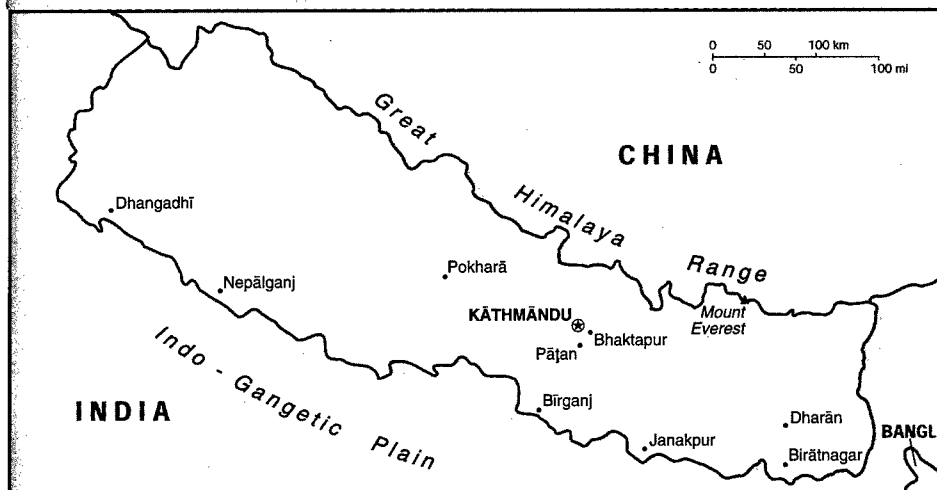 0 50 100 km
0 50 100 mi
Great
Himalaya
Range
CHINA
Dhangadhī
Nepālganj
Pokharā
KĀTHMĀNDU
Bhaktapur
Pāṭan
Mount
Everest
Indo - Gangetic Plain
INDIA
Bīrganj
Janakpur
Dharān
Birātnagar
BANGL